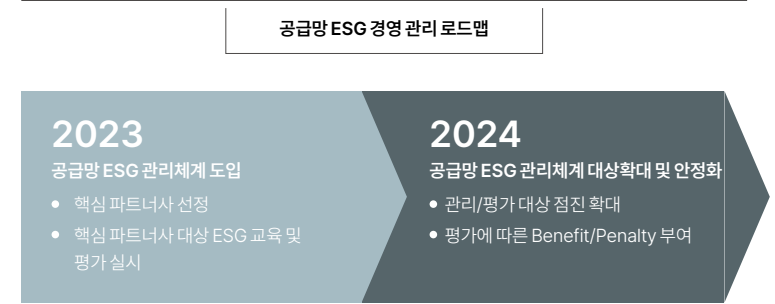 공급망 ESG 경영 관리 로드맵
2023
공급망 ESG 관리체계 도입
• 핵심 파트너사 선정
• 핵심 파트너사 대상 ESG 교육 및
평가 실시
2024
공급망 ESG 관리체계 대상확대 및 안정화
• 관리/평가 대상 점진 확대
• 평가에 따른 Benefit/Penalty 부여